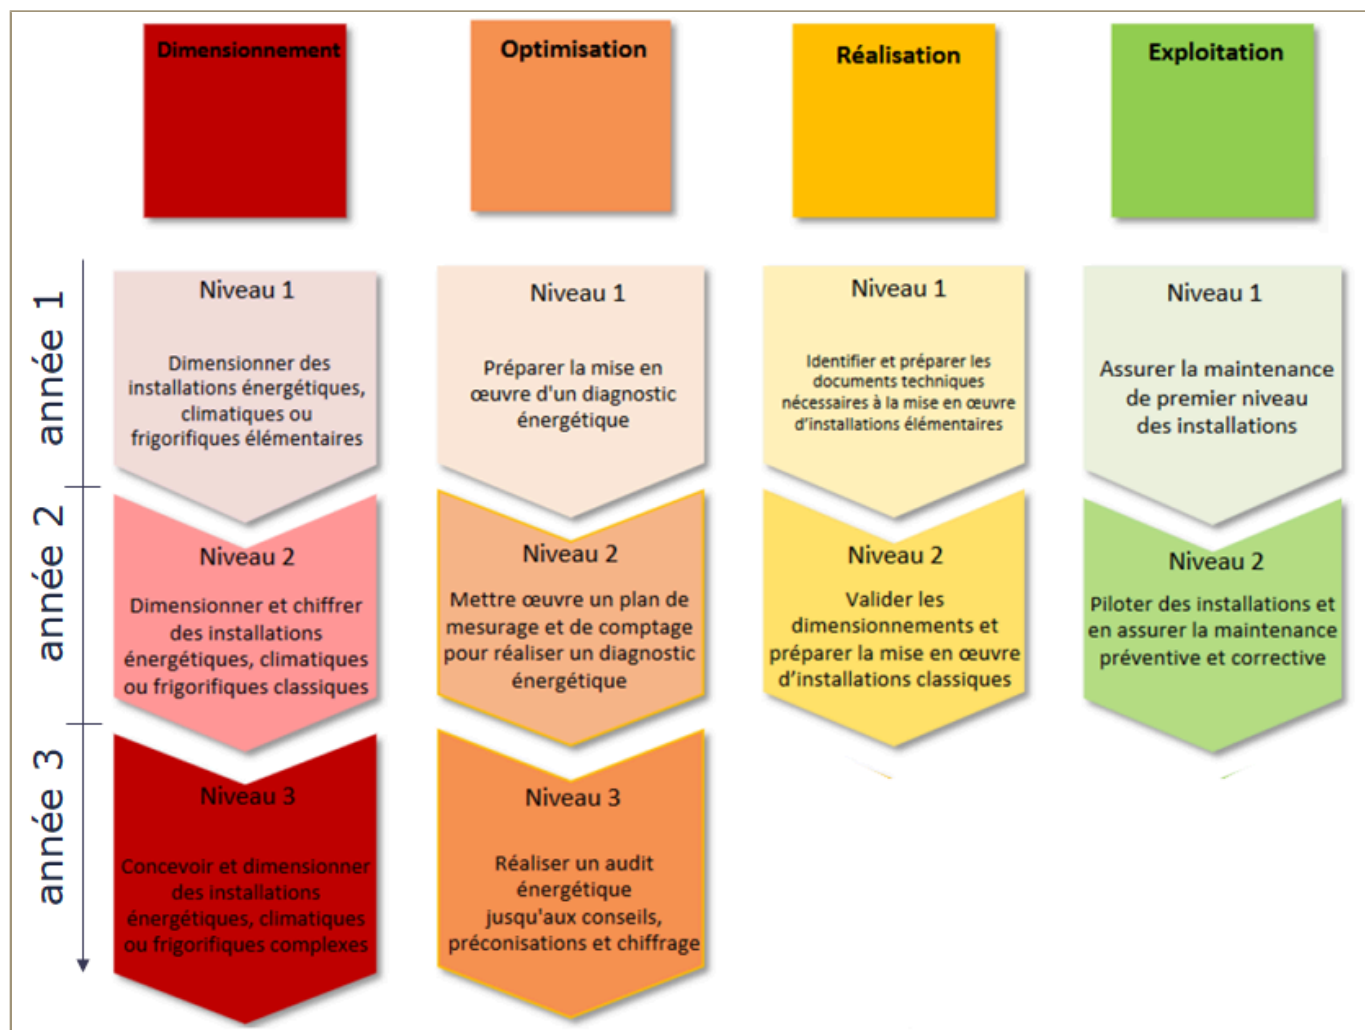 Dimensionnement
Optimisation
Réalisation
Exploitation
année 1
Niveau 1
Dimensionner des
installations énergétiques,
climatiques ou
frigorifiques élémentaires
Niveau 1
Préparer la mise en
œuvre d'un diagnostic
énergétique
Niveau 1
Identifier et préparer les
documents techniques
nécessaires à la mise en œuvre
d’installations élémentaires
Niveau 1
Assurer la maintenance
de premier niveau
des installations
année 2
Niveau 2
Dimensionner et chiffrer
des installations
énergétiques, climatiques
ou frigorifiques classiques
Niveau 2
Mettre œuvre un plan de
mesurage et de comptage
pour réaliser un diagnostic
énergétique
Niveau 2
Valider les
dimensionnements et
préparer la mise en œuvre
d’installations classiques
Niveau 2
Piloter des installations et
en assurer la maintenance
préventive et corrective
année 3
Niveau 3
Concevoir et dimensionner
des installations
énergétiques, climatiques
ou frigorifiques complexes
Niveau 3
Réaliser un audit
énergétique
jusqu'aux conseils,
préconisations et chiffrage